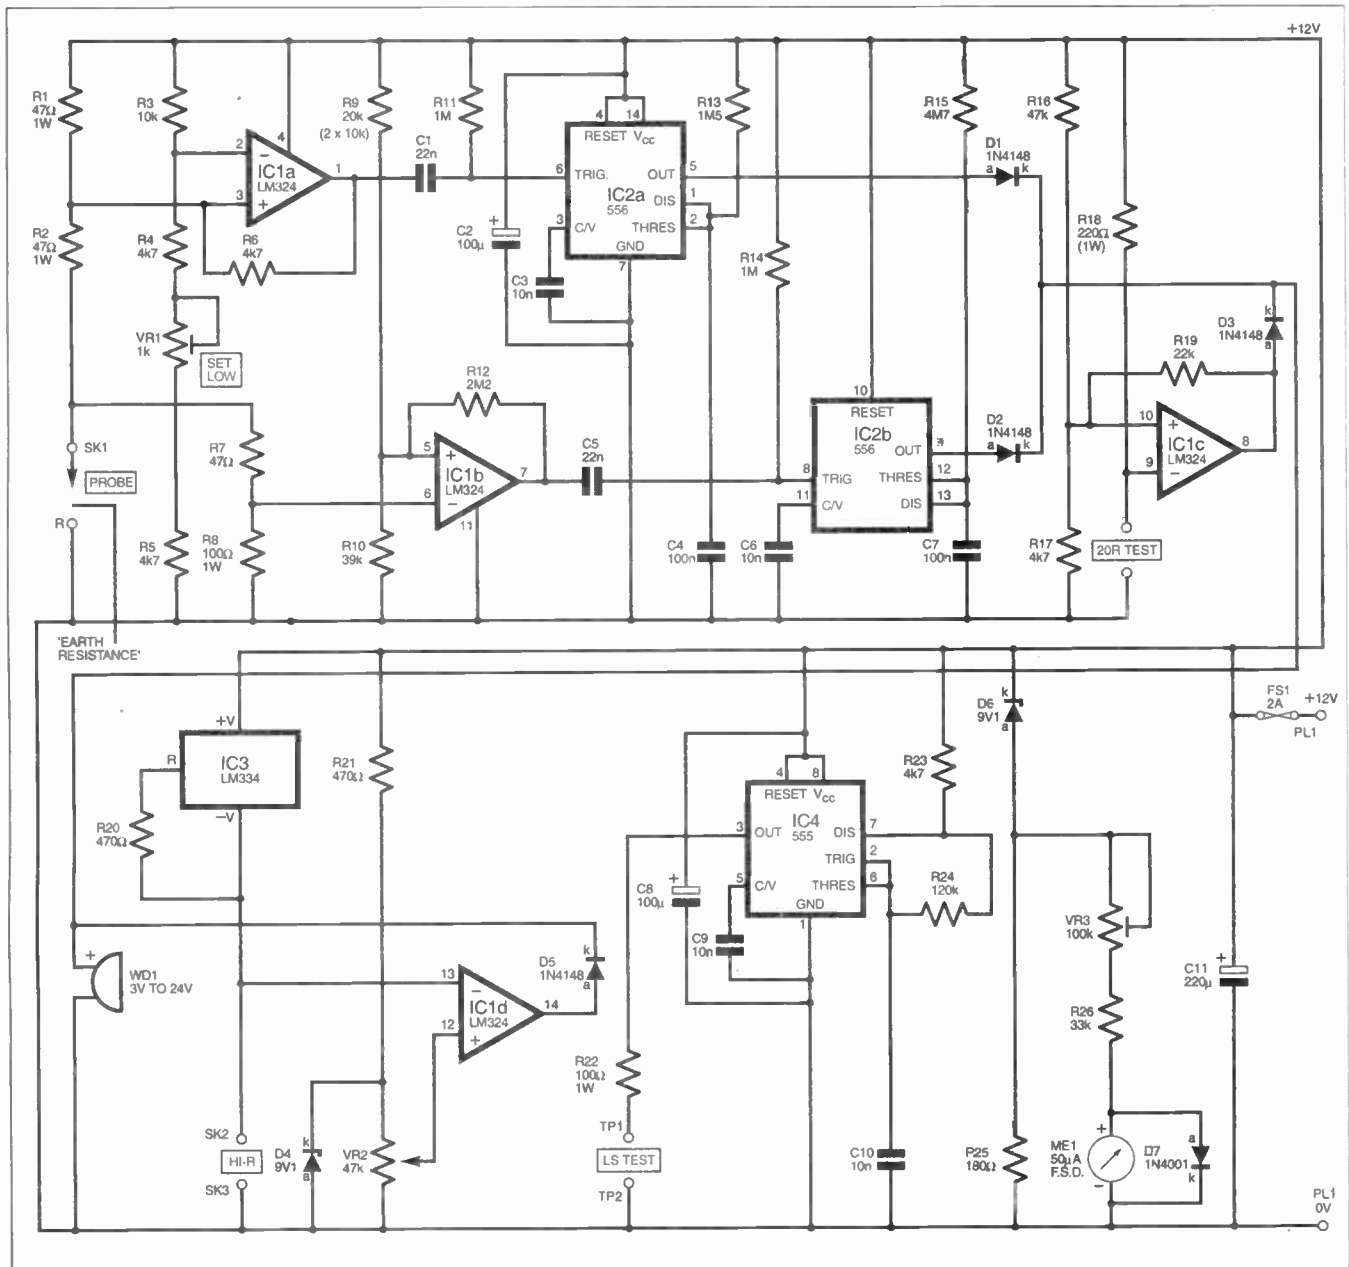 +12V
R1
47Ω
1W
R3
10k
R9
20k
(2 x 10k)
R11
1M
4
2
−
IC1a
LM324
3
+
1
C1
22n
4
14
RESET VCC
6
TRIG.
OUT
5
IC2a
556
DIS
1
3
C/V
THRES
2
GND
7
R13
1M5
R15
4M7
R16
47k
D1
1N4148
a
k
R2
47Ω
1W
R4
4k7
R6
4k7
C2
100µ
+
C3
10n
R14
1M
R18
220Ω
(1W)
VR1
1k
SET
LOW
D3
1N4148
k
a
R19
22k
R12
2M2
10
RESET
IC2b
556
OUT
8
TRIG
THRES
12
11
C/V
DIS
13
D2
1N4148
a
k
10
+
IC1c
LM324
9
−
8
SK1
PROBE
R
R7
47Ω
5
+
IC1b
LM324
6
−
7
11
C5
22n
R5
4k7
R8
100Ω
1W
R10
39k
C4
100n
C6
10n
C7
100n
R17
4k7
20R TEST
'EARTH
RESISTANCE'
+V
R
IC3
LM334
−V
R20
470Ω
R21
470Ω
4
8
RESET VCC
3
OUT
DIS
7
IC4
555
TRIG
2
5
C/V
THRES
6
GND
1
R23
4k7
R24
120k
D6
9V1
k
a
FS1
2A
+12V
PL1
C8
100µ
+
C9
10n
VR3
100k
R26
33k
C11
220µ
+
+
WD1
3V TO 24V
13
−
IC1d
LM324
12
+
14
D5
1N4148
k
a
R22
100Ω
1W
TP1
LS TEST
TP2
SK2
HI-R
SK3
D4
9V1
k
a
VR2
47k
C10
10n
R25
180Ω
ME1
50µA
F.S.D.
+
−
D7
1N4001
a
k
PL1
0V